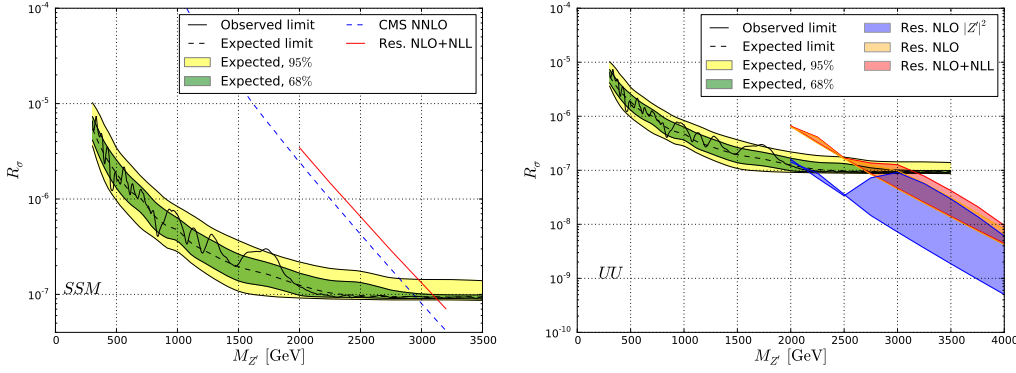 10^-4
10^-5
10^-6
10^-7
R_σ
Observed limit
Expected limit
Expected, 95%
Expected, 68%
CMS NNLO
Res. NLO+NLL
SSM
0 500 1000 1500 2000 2500 3000 3500
M_Z′ [GeV]
10^-4
10^-5
10^-6
10^-7
10^-8
10^-9
10^-10
R_σ
Observed limit
Expected limit
Expected, 95%
Expected, 68%
Res. NLO |Z′|^2
Res. NLO
Res. NLO+NLL
UU
0 500 1000 1500 2000 2500 3000 3500 4000
M_Z′ [GeV]